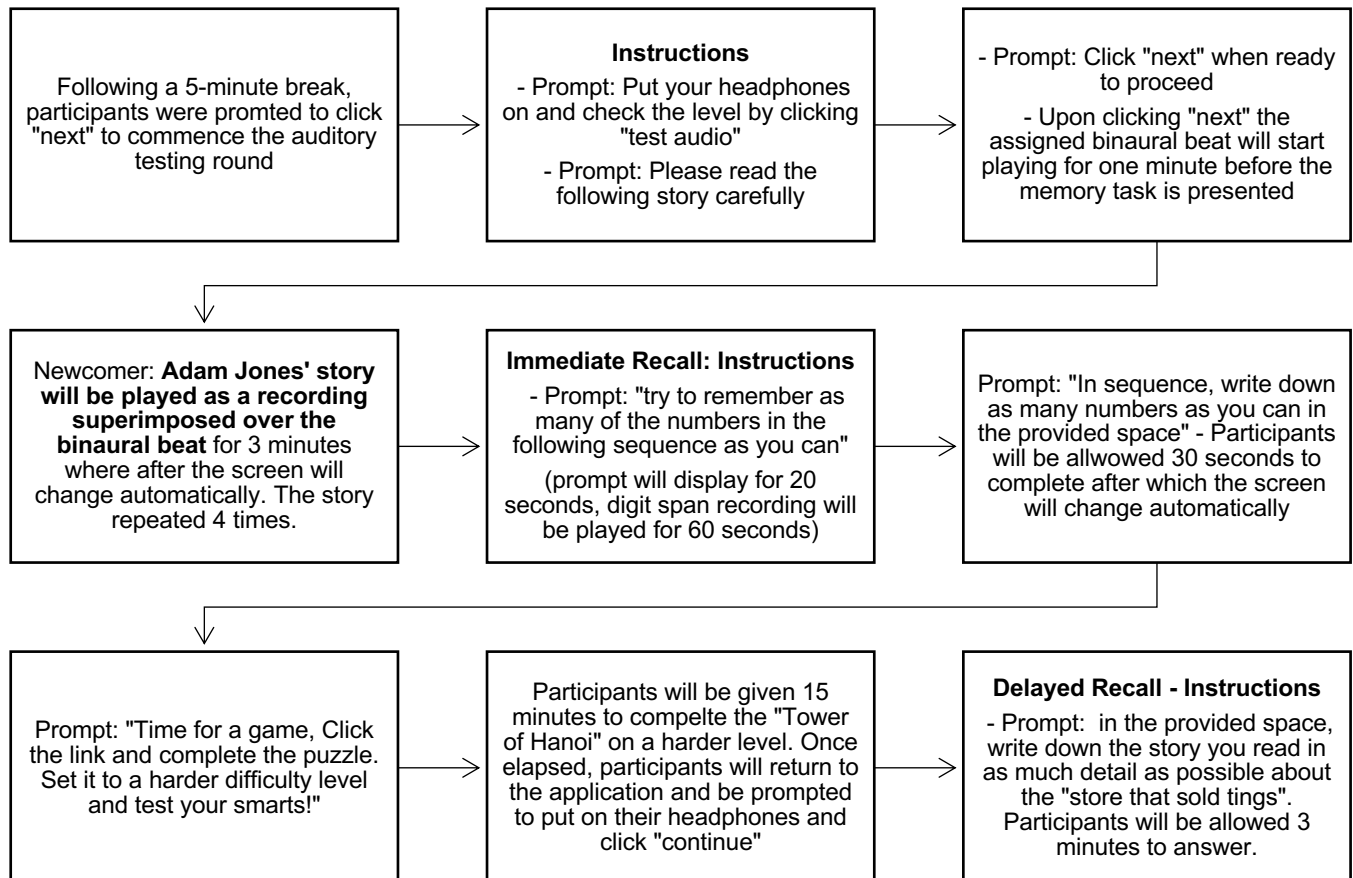 Following a 5-minute break,
participants were promted to click
"next" to commence the auditory
testing round
Instructions
- Prompt: Put your headphones
on and check the level by clicking
"test audio"
- Prompt: Please read the
following story carefully
- Prompt: Click "next" when ready
to proceed
- Upon clicking "next" the
assigned binaural beat will start
playing for one minute before the
memory task is presented
Newcomer: Adam Jones' story
will be played as a recording
superimposed over the
binaural beat for 3 minutes
where after the screen will
change automatically. The story
repeated 4 times.
Immediate Recall: Instructions
- Prompt: "try to remember as
many of the numbers in the
following sequence as you can"
(prompt will display for 20
seconds, digit span recording will
be played for 60 seconds)
Prompt: "In sequence, write down
as many numbers as you can in
the provided space" - Participants
will be allwowed 30 seconds to
complete after which the screen
will change automatically
Prompt: "Time for a game, Click
the link and complete the puzzle.
Set it to a harder difficulty level
and test your smarts!"
Participants will be given 15
minutes to compelte the "Tower
of Hanoi" on a harder level. Once
elapsed, participants will return to
the application and be prompted
to put on their headphones and
click "continue"
Delayed Recall - Instructions
- Prompt:  in the provided space,
write down the story you read in
as much detail as possible about
the "store that sold tings".
Participants will be allowed 3
minutes to answer.